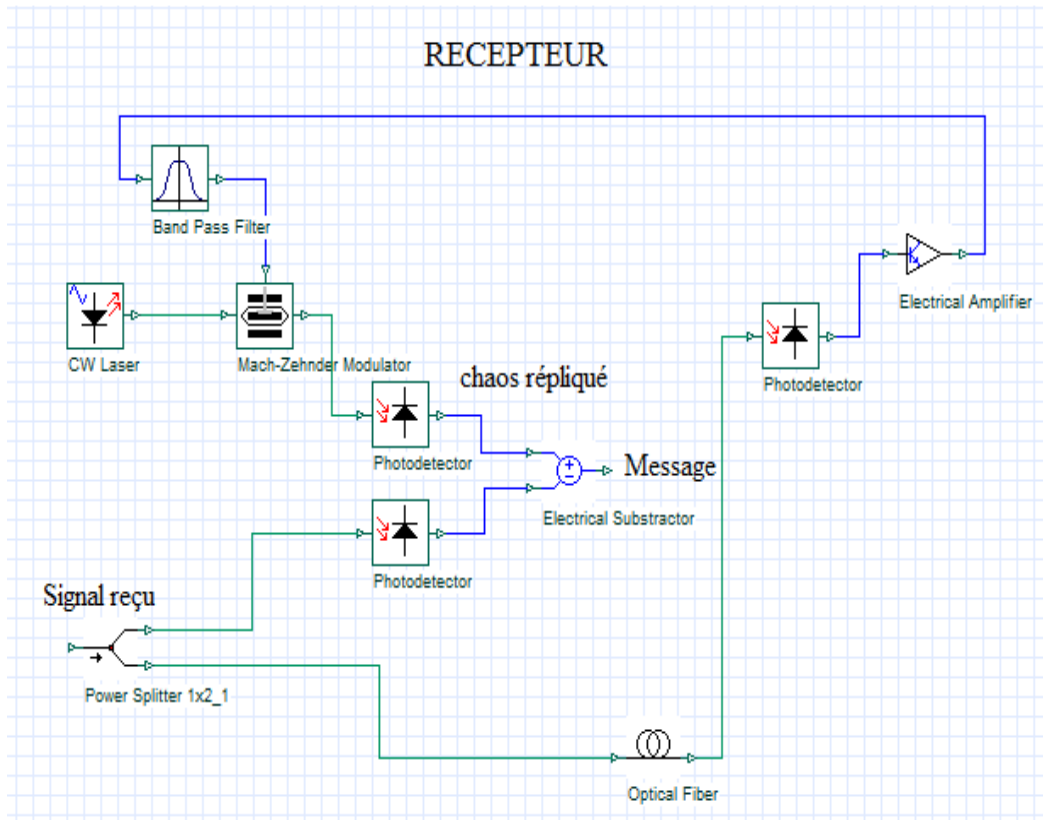 RECEPTEUR
Band Pass Filter
Electrical Amplifier
CW Laser
Mach-Zehnder Modulator
Photodetector
chaos répliqué
Photodetector
Message
Electrical Substractor
Photodetector
Signal reçu
Power Splitter 1x2_1
Optical Fiber